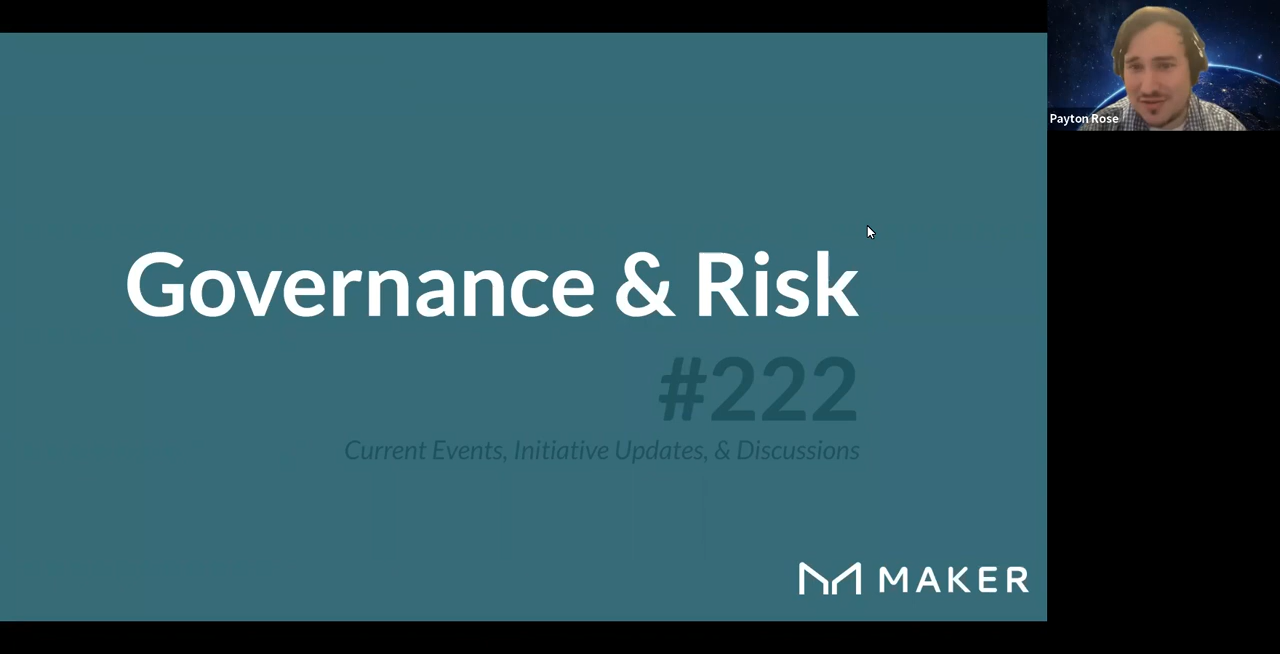 Governance & Risk
#222
Current Events, Initiative Updates, & Discussions
MAKER
Payton Rose